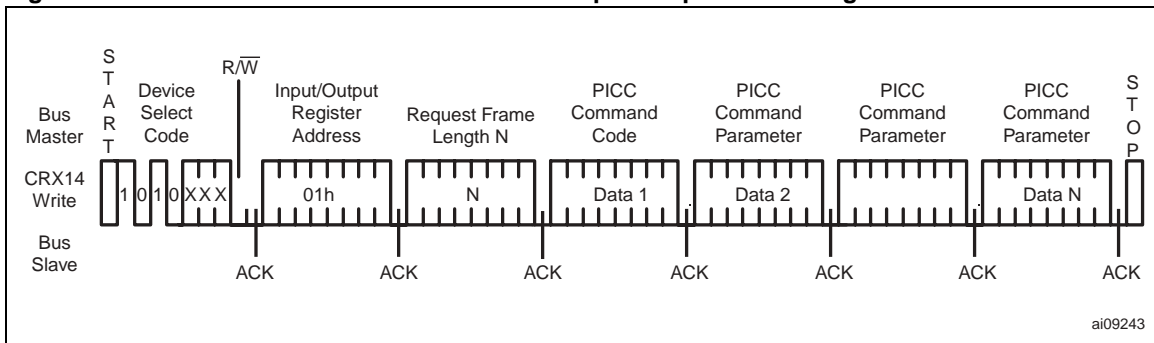 START
R/W
Device Select Code
Input/Output Register Address
Request Frame Length N
PICC Command Code
PICC Command Parameter
PICC Command Parameter
PICC Command Parameter
STOP
Bus Master
CRX14 Write
1 0 1 0 X X X
01h
N
Data 1
Data 2
Data N
Bus Slave
ACK
ACK
ACK
ACK
ACK
ACK
ACK
ai09243